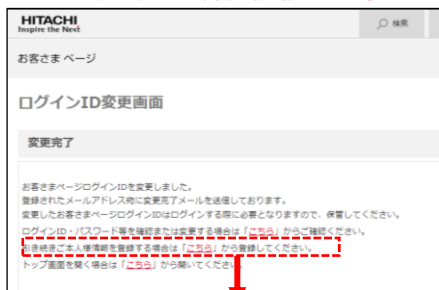 HITACHI
Inspire the Next
検索
お客さま ページ
ログインID変更画面
変更完了
お客さまページログインIDを変更しました。
登録されたメールアドレス宛に変更完了メールを送信しております。
変更したお客さまページログインIDはログインする際に必要となりますので、保管してください。
ログインID・パスワード等を確認または変更する場合は「こちら」からご確認ください。
引き続きご本人様情報を登録する場合は「こちら」から登録してください。
トップ画面を開く場合は「こちら」から開いてください。